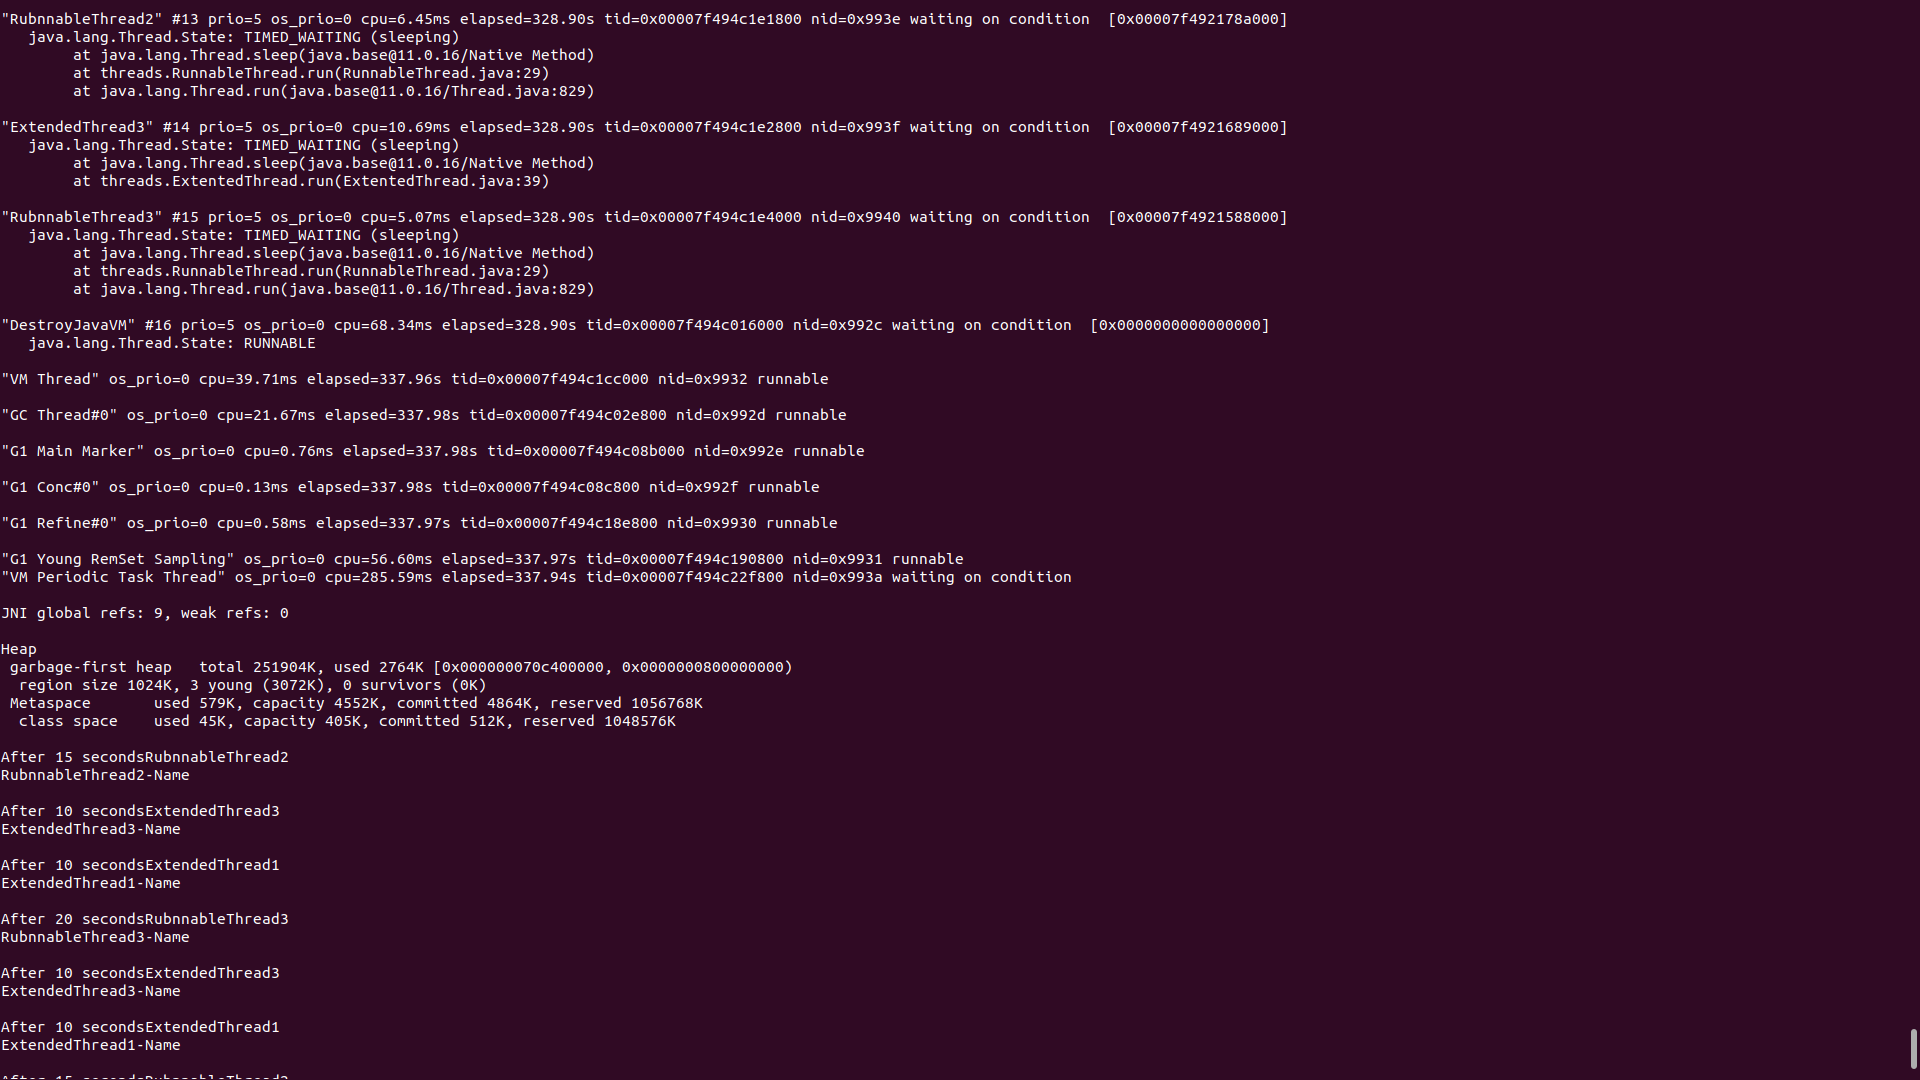 "RubnnableThread2" #13 prio=5 os_prio=0 cpu=6.45ms elapsed=328.90s tid=0x00007f494c1e1800 nid=0x993e waiting on condition  [0x00007f492178a000]
   java.lang.Thread.State: TIMED_WAITING (sleeping)
        at java.lang.Thread.sleep(java.base@11.0.16/Native Method)
        at threads.RunnableThread.run(RunnableThread.java:29)
        at java.lang.Thread.run(java.base@11.0.16/Thread.java:829)

"ExtendedThread3" #14 prio=5 os_prio=0 cpu=10.69ms elapsed=328.90s tid=0x00007f494c1e2800 nid=0x993f waiting on condition  [0x00007f4921689000]
   java.lang.Thread.State: TIMED_WAITING (sleeping)
        at java.lang.Thread.sleep(java.base@11.0.16/Native Method)
        at threads.ExtentedThread.run(ExtentedThread.java:39)

"RubnnableThread3" #15 prio=5 os_prio=0 cpu=5.07ms elapsed=328.90s tid=0x00007f494c1e4000 nid=0x9940 waiting on condition  [0x00007f4921588000]
   java.lang.Thread.State: TIMED_WAITING (sleeping)
        at java.lang.Thread.sleep(java.base@11.0.16/Native Method)
        at threads.RunnableThread.run(RunnableThread.java:29)
        at java.lang.Thread.run(java.base@11.0.16/Thread.java:829)

"DestroyJavaVM" #16 prio=5 os_prio=0 cpu=68.34ms elapsed=328.90s tid=0x00007f494c016000 nid=0x992c waiting on condition  [0x0000000000000000]
   java.lang.Thread.State: RUNNABLE

"VM Thread" os_prio=0 cpu=39.71ms elapsed=337.96s tid=0x00007f494c1cc000 nid=0x9932 runnable

"GC Thread#0" os_prio=0 cpu=21.67ms elapsed=337.98s tid=0x00007f494c02e800 nid=0x992d runnable

"G1 Main Marker" os_prio=0 cpu=0.76ms elapsed=337.98s tid=0x00007f494c08b000 nid=0x992e runnable

"G1 Conc#0" os_prio=0 cpu=0.13ms elapsed=337.98s tid=0x00007f494c08c800 nid=0x992f runnable

"G1 Refine#0" os_prio=0 cpu=0.58ms elapsed=337.97s tid=0x00007f494c18e800 nid=0x9930 runnable

"G1 Young RemSet Sampling" os_prio=0 cpu=56.60ms elapsed=337.97s tid=0x00007f494c190800 nid=0x9931 runnable
"VM Periodic Task Thread" os_prio=0 cpu=285.59ms elapsed=337.94s tid=0x00007f494c22f800 nid=0x993a waiting on condition

JNI global refs: 9, weak refs: 0

Heap
 garbage-first heap   total 251904K, used 2764K [0x000000070c400000, 0x0000000800000000)
  region size 1024K, 3 young (3072K), 0 survivors (0K)
 Metaspace       used 579K, capacity 4552K, committed 4864K, reserved 1056768K
  class space    used 45K, capacity 405K, committed 512K, reserved 1048576K

After 15 secondsRubnnableThread2
RubnnableThread2-Name

After 10 secondsExtendedThread3
ExtendedThread3-Name

After 10 secondsExtendedThread1
ExtendedThread1-Name

After 20 secondsRubnnableThread3
RubnnableThread3-Name

After 10 secondsExtendedThread3
ExtendedThread3-Name

After 10 secondsExtendedThread1
ExtendedThread1-Name